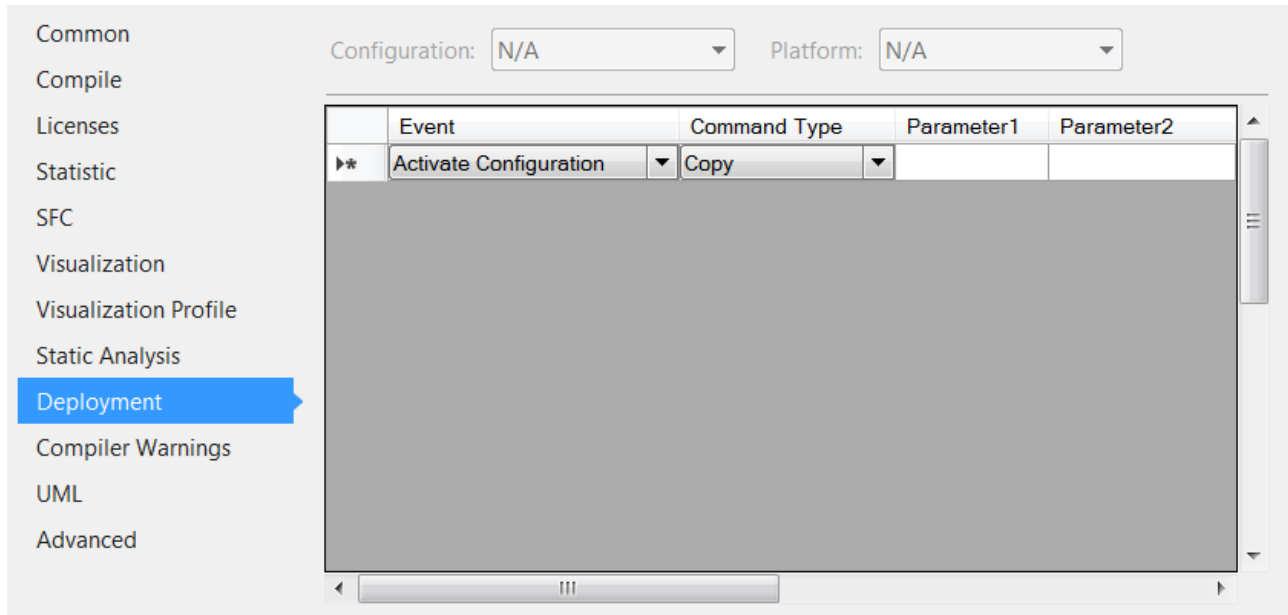 Common
Compile
Licenses
Statistic
SFC
Visualization
Visualization Profile
Static Analysis
Deployment
Compiler Warnings
UML
Advanced
Configuration: N/A Platform: N/A
Event Command Type Parameter1 Parameter2
Activate Configuration Copy